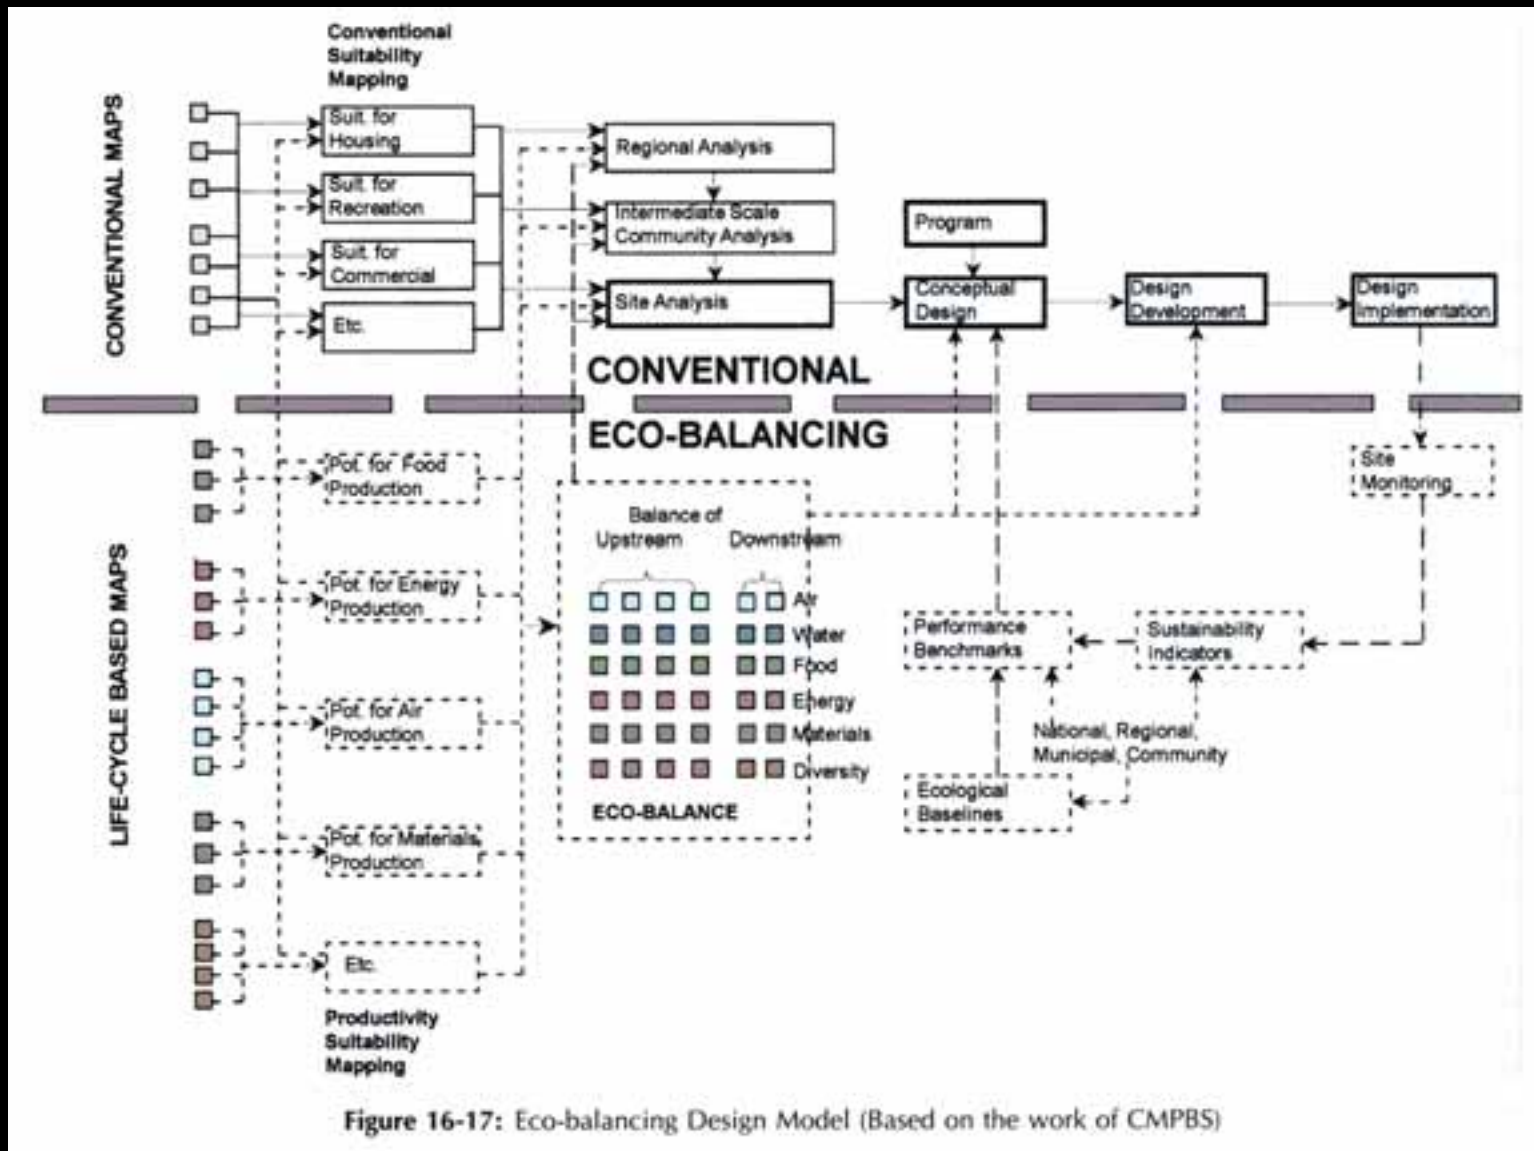 Conventional
Suitability
Mapping
CONVENTIONAL MAPS
Suit. for
Housing
Suit. for
Recreation
Suit. for
Commercial
Etc.
Regional Analysis
Intermediate Scale
Community Analysis
Site Analysis
Program
Conceptual
Design
Design
Development
Design
Implementation
CONVENTIONAL
ECO-BALANCING
LIFE-CYCLE BASED MAPS
Pot. for Food
Production
Pot. for Energy
Production
Pot. for Air
Production
Pot. for Materials
Production
Etc.
Productivity
Suitability
Mapping
Balance of
Upstream Downstream
Air
Water
Food
Energy
Materials
Diversity
ECO-BALANCE
Site
Monitoring
Performance
Benchmarks
Sustainability
Indicators
National, Regional,
Municipal, Community
Ecological
Baselines
Figure 16-17: Eco-balancing Design Model (Based on the work of CMPBS)